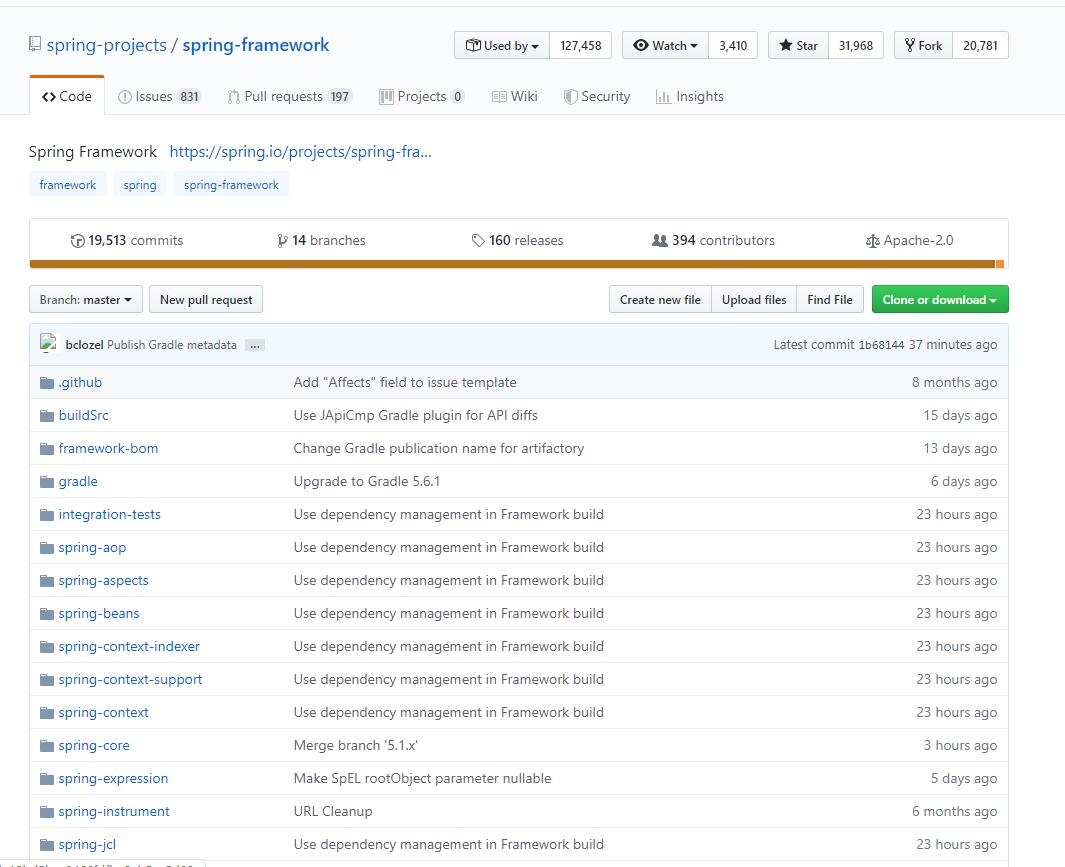 spring-projects / spring-framework
Used by 127,458 Watch 3,410 Star 31,968 Fork 20,781
Code Issues 831 Pull requests 197 Projects 0 Wiki Security Insights
Spring Framework https://spring.io/projects/spring-fra...
framework spring spring-framework
19,513 commits 14 branches 160 releases 394 contributors Apache-2.0
Branch: master New pull request Create new file Upload files Find File Clone or download
bclozel Publish Gradle metadata ... Latest commit 1b68144 37 minutes ago
.github Add "Affects" field to issue template 8 months ago
buildSrc Use JApiCmp Gradle plugin for API diffs 15 days ago
framework-bom Change Gradle publication name for artifactory 13 days ago
gradle Upgrade to Gradle 5.6.1 6 days ago
integration-tests Use dependency management in Framework build 23 hours ago
spring-aop Use dependency management in Framework build 23 hours ago
spring-aspects Use dependency management in Framework build 23 hours ago
spring-beans Use dependency management in Framework build 23 hours ago
spring-context-indexer Use dependency management in Framework build 23 hours ago
spring-context-support Use dependency management in Framework build 23 hours ago
spring-context Use dependency management in Framework build 23 hours ago
spring-core Merge branch '5.1.x' 3 hours ago
spring-expression Make SpEL rootObject parameter nullable 5 days ago
spring-instrument URL Cleanup 6 months ago
spring-jcl Use dependency management in Framework build 23 hours ago